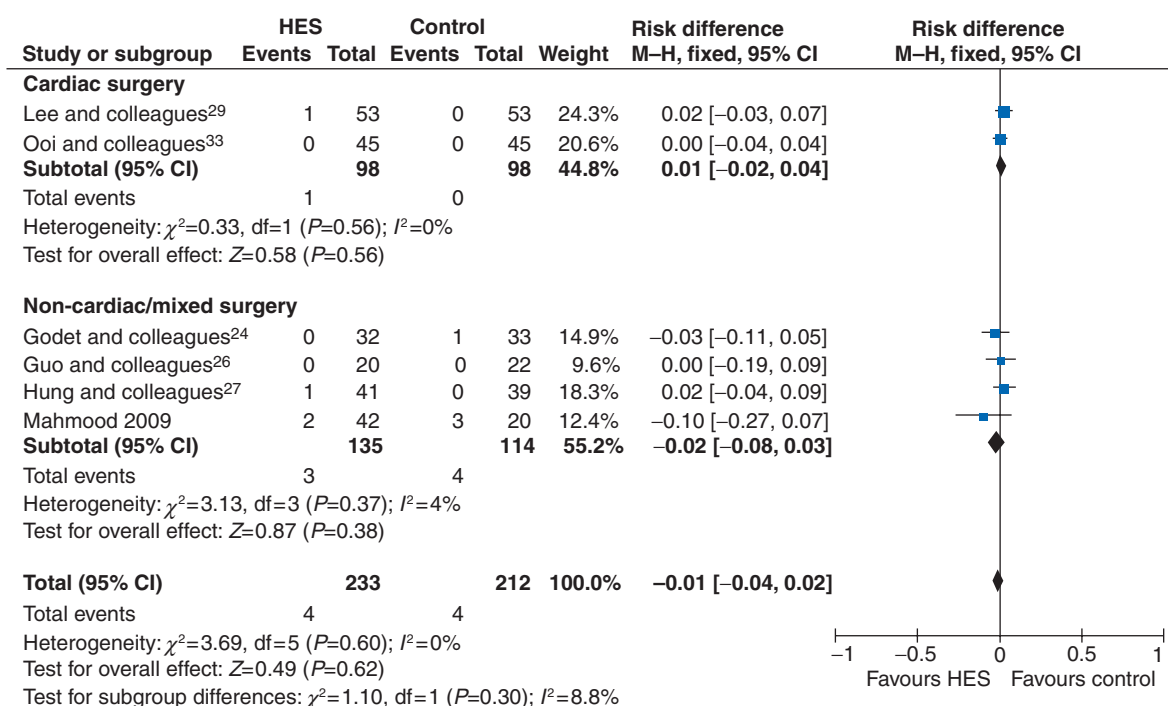 HES Control Risk difference Risk difference
Study or subgroup Events Total Events Total Weight M–H, fixed, 95% CI M–H, fixed, 95% CI
Cardiac surgery
Lee and colleagues29 1 53 0 53 24.3% 0.02 [−0.03, 0.07]
Ooi and colleagues33 0 45 0 45 20.6% 0.00 [−0.04, 0.04]
Subtotal (95% CI) 98 98 44.8% 0.01 [−0.02, 0.04]
Total events 1 0
Heterogeneity: χ²=0.33, df=1 (P=0.56); I²=0%
Test for overall effect: Z=0.58 (P=0.56)
Non-cardiac/mixed surgery
Godet and colleagues24 0 32 1 33 14.9% −0.03 [−0.11, 0.05]
Guo and colleagues26 0 20 0 22 9.6% 0.00 [−0.19, 0.09]
Hung and colleagues27 1 41 0 39 18.3% 0.02 [−0.04, 0.09]
Mahmood 2009 2 42 3 20 12.4% −0.10 [−0.27, 0.07]
Subtotal (95% CI) 135 114 55.2% −0.02 [−0.08, 0.03]
Total events 3 4
Heterogeneity: χ²=3.13, df=3 (P=0.37); I²=4%
Test for overall effect: Z=0.87 (P=0.38)
Total (95% CI) 233 212 100.0% −0.01 [−0.04, 0.02]
Total events 4 4
Heterogeneity: χ²=3.69, df=5 (P=0.60); I²=0%
Test for overall effect: Z=0.49 (P=0.62)
Test for subgroup differences: χ²=1.10, df=1 (P=0.30); I²=8.8%
−1 −0.5 0 0.5 1
Favours HES Favours control